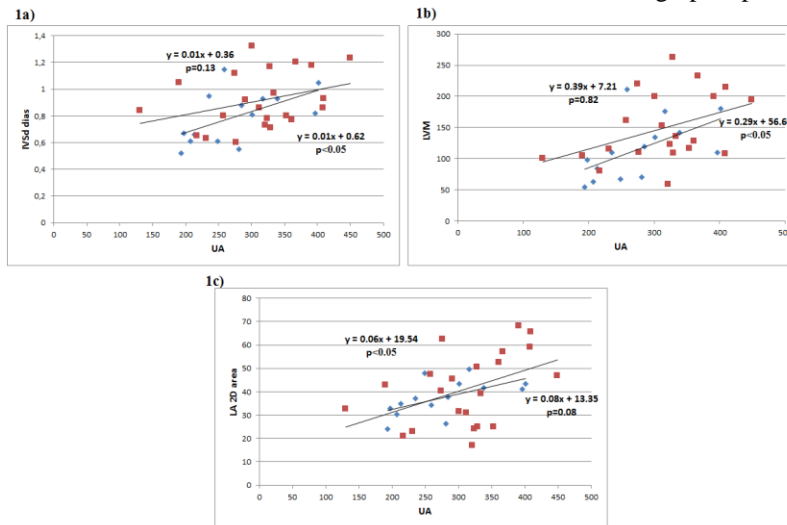 1a)
1,4
1,2
1
0,8
0,6
0,4
0,2
0
IVSd dias
y = 0.01x + 0.36
p=0.13
0.01x + 0.62
p<0.05
0 50 100 150 200 250 300 350 400 450 500
UA
1b)
300
250
200
150
100
50
0
LVM
y = 0.39x + 7.21
p=0.82
y = 0.29x + 56.6
p<0.05
0 100 200 300 400
UA
1c)
80
70
60
50
40
30
20
10
0
LA 2D area
y = 0.06x + 19.54
p<0.05
y = 0.08x + 13.35
p=0.08
0 50 100 150 200 250 300 350 400 450 500
UA